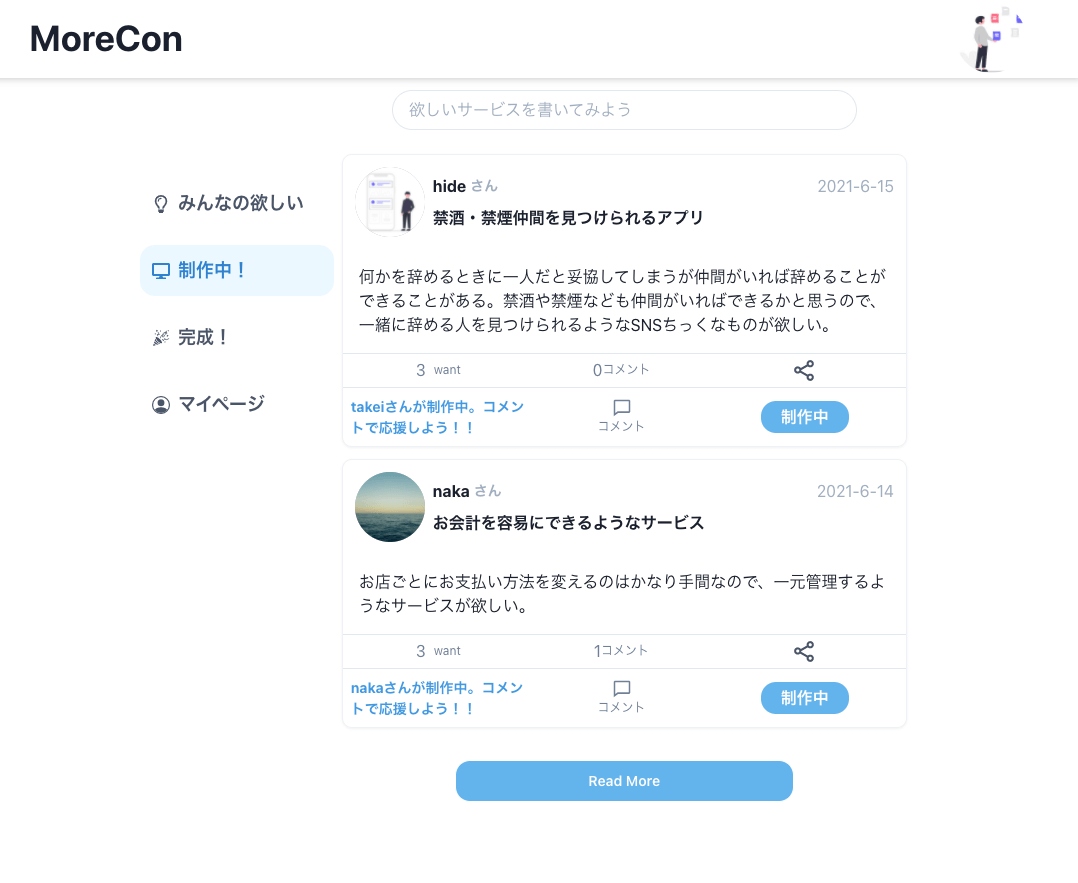 MoreCon
欲しいサービスを書いてみよう
みんなの欲しい
制作中！
完成！
マイページ
hide さん
2021-6-15
禁酒・禁煙仲間を見つけられるアプリ
何かを辞めるときに一人だと妥協してしまうが仲間がいれば辞めることが
できることがある。禁酒や禁煙なども仲間がいればできるかと思うので、
一緒に辞める人を見つけられるようなSNSちっくなものが欲しい。
3 want
0コメント
takeiさんが制作中。コメン
トで応援しよう！！
コメント
制作中
naka さん
2021-6-14
お会計を容易にできるようなサービス
お店ごとにお支払い方法を変えるのはかなり手間なので、一元管理するよ
うなサービスが欲しい。
3 want
1コメント
nakaさんが制作中。コメン
トで応援しよう！！
コメント
制作中
Read More